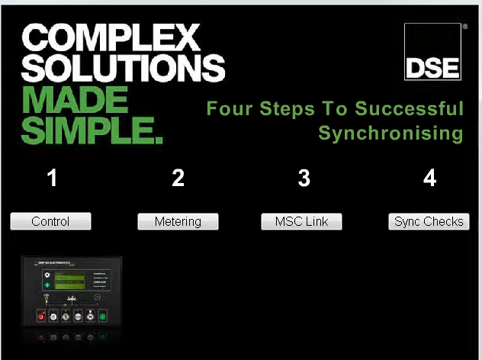 COMPLEX
SOLUTIONS
MADE
SIMPLE.
DSE
®
Four Steps To Successful
Synchronising
1 2 3 4
Control Metering MSC Link Sync Checks